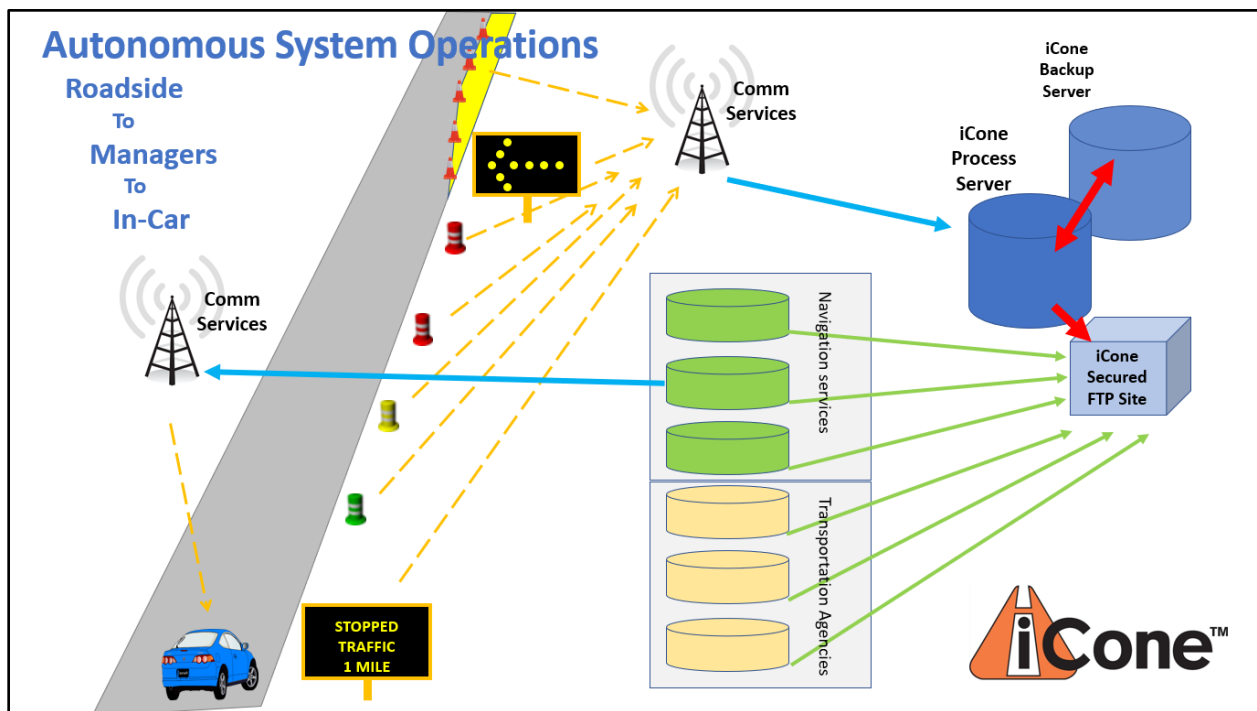 Autonomous System Operations
Roadside
To
Managers
To
In-Car
Comm
Services
iCone
Backup
Server
iCone
Process
Server
Comm
Services
Navigation services
iCone
Secured
FTP Site
Transportation Agencies
STOPPED
TRAFFIC
1 MILE
iCone™